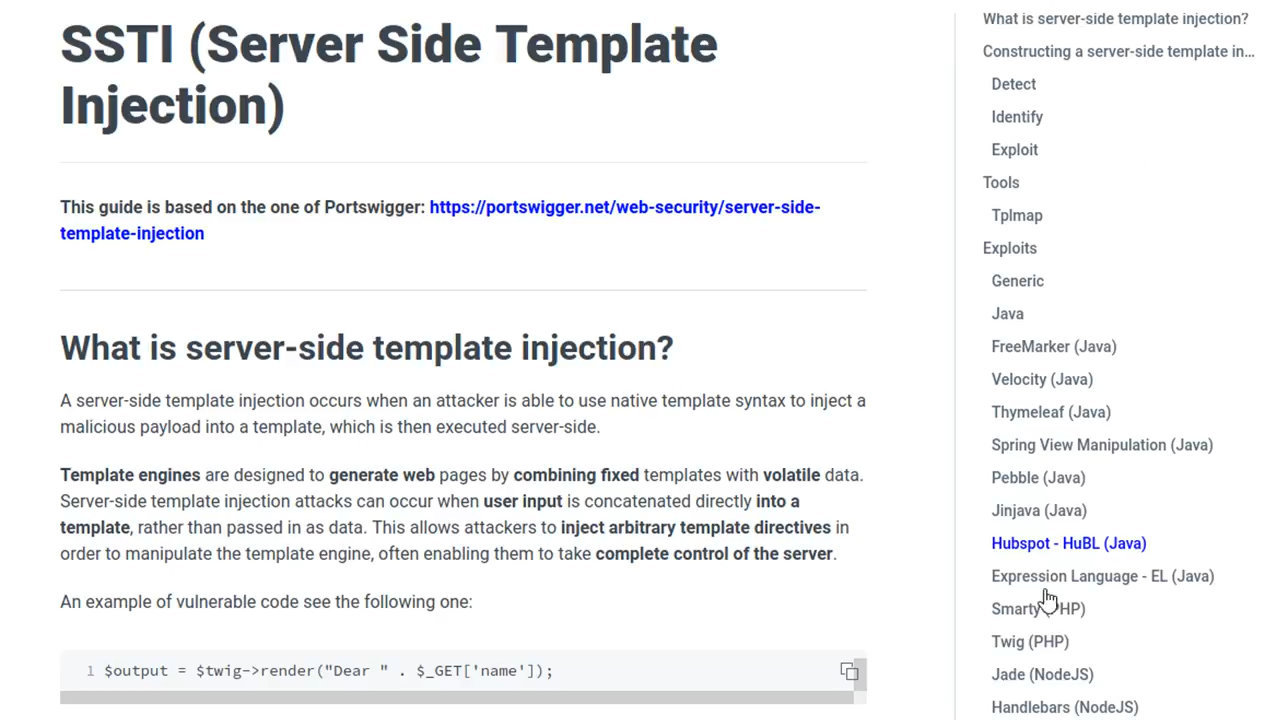 SSTI (Server Side Template
Injection)
This guide is based on the one of Portswigger: https://portswigger.net/web-security/server-side-
template-injection
What is server-side template injection?
A server-side template injection occurs when an attacker is able to use native template syntax to inject a
malicious payload into a template, which is then executed server-side.
Template engines are designed to generate web pages by combining fixed templates with volatile data.
Server-side template injection attacks can occur when user input is concatenated directly into a
template, rather than passed in as data. This allows attackers to inject arbitrary template directives in
order to manipulate the template engine, often enabling them to take complete control of the server.
An example of vulnerable code see the following one:
1 $output = $twig->render("Dear " . $_GET['name']);
What is server-side template injection?
Constructing a server-side template in...
Detect
Identify
Exploit
Tools
Tplmap
Exploits
Generic
Java
FreeMarker (Java)
Velocity (Java)
Thymeleaf (Java)
Spring View Manipulation (Java)
Pebble (Java)
Jinjava (Java)
Hubspot - HuBL (Java)
Expression Language - EL (Java)
Smarty (PHP)
Twig (PHP)
Jade (NodeJS)
Handlebars (NodeJS)